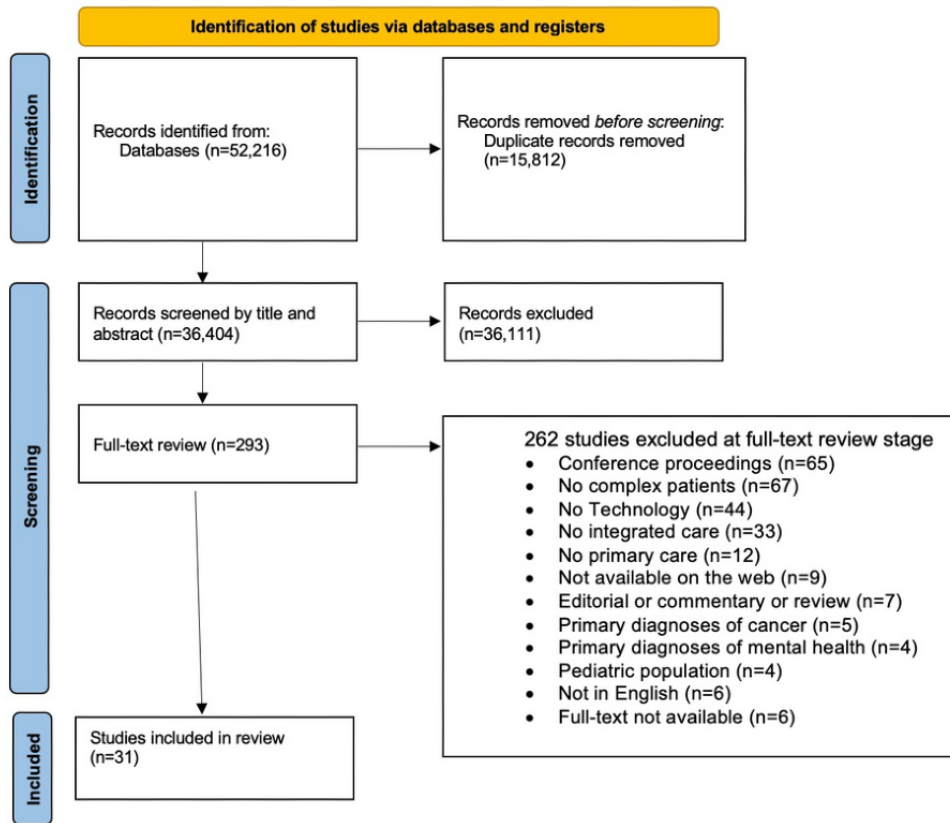 Identification of studies via databases and registers
Identification
Records identified from:
Databases (n=52,216)
Records removed before screening:
Duplicate records removed
(n=15,812)
Screening
Records screened by title and
abstract (n=36,404)
Records excluded
(n=36,111)
Full-text review (n=293)
262 studies excluded at full-text review stage
• Conference proceedings (n=65)
• No complex patients (n=67)
• No Technology (n=44)
• No integrated care (n=33)
• No primary care (n=12)
• Not available on the web (n=9)
• Editorial or commentary or review (n=7)
• Primary diagnoses of cancer (n=5)
• Primary diagnoses of mental health (n=4)
• Pediatric population (n=4)
• Not in English (n=6)
• Full-text not available (n=6)
Included
Studies included in review
(n=31)